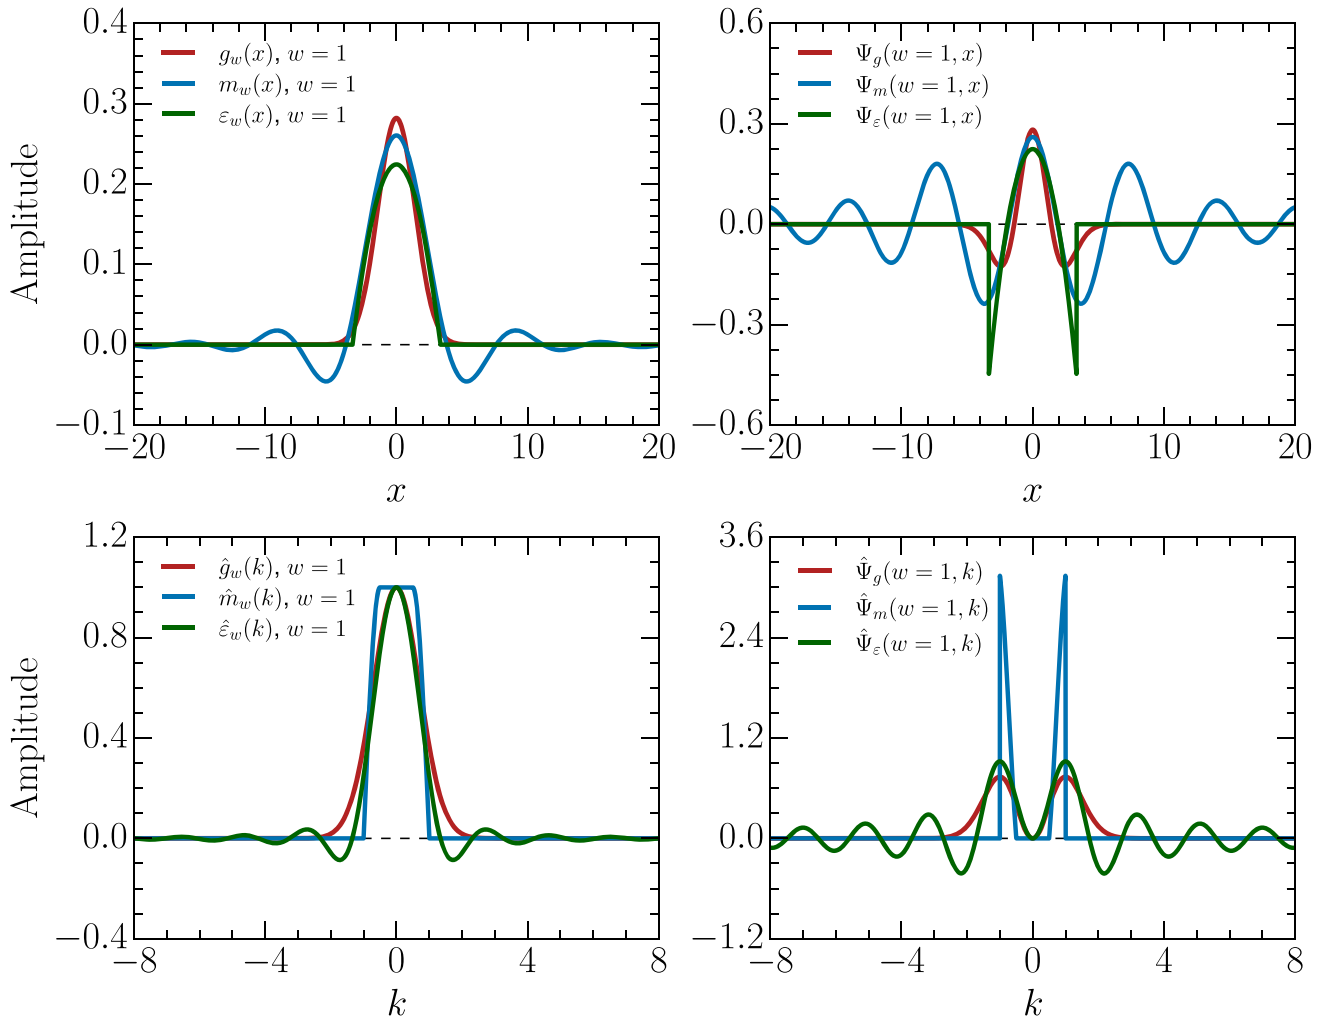 0.4
0.3
0.2
0.1
0.0
−0.1
Amplitude
g_w(x), w = 1
m_w(x), w = 1
ε_w(x), w = 1
−20 −10 0 10 20
x
0.6
0.3
0.0
−0.3
−0.6
Ψ_g(w = 1, x)
Ψ_m(w = 1, x)
Ψ_ε(w = 1, x)
−20 −10 0 10 20
x
1.2
0.8
0.4
0.0
−0.4
Amplitude
ĝ_w(k), w = 1
m̂_w(k), w = 1
ε̂_w(k), w = 1
−8 −4 0 4 8
k
3.6
2.4
1.2
0.0
−1.2
Ψ̂_g(w = 1, k)
Ψ̂_m(w = 1, k)
Ψ̂_ε(w = 1, k)
−8 −4 0 4 8
k